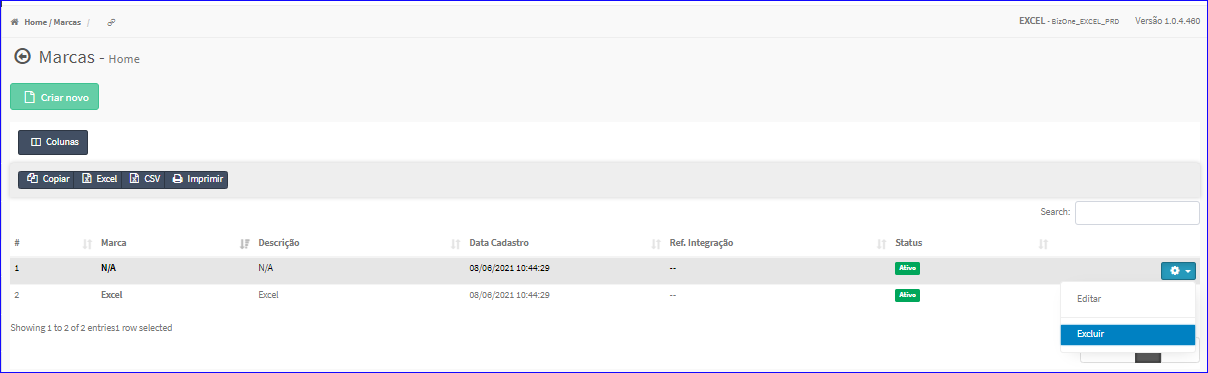 Home / Marcas /
EXCEL - BizOne_EXCEL_PRD Versão 1.0.4.460
Marcas - Home
Criar novo
Colunas
Copiar Excel CSV Imprimir
Search:
# Marca Descrição Data Cadastro Ref. Integração Status
1 N/A N/A 08/06/2021 10:44:29 -- Ativo
2 Excel Excel 08/06/2021 10:44:29 -- Ativo
Editar
Showing 1 to 2 of 2 entries1 row selected
Excluir